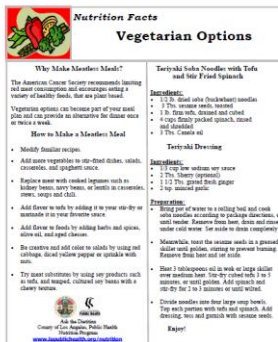 Nutrition Facts
Vegetarian Options
Why Make Meatless Meals?
The American Cancer Society recommends limiting
red meat consumption and encourages eating a
variety of healthy foods, that are plant based.
Vegetarian options can become part of your meal
plan and can provide an alternative for dinner once
or twice a week.
How to Make a Meatless Meal
• Modify familiar recipes.
• Add more vegetables to stir-fried dishes, salads,
casseroles, and spaghetti sauce.
• Replace meat with cooked legumes such as
kidney beans, navy beans, or lentils in casseroles,
stews, soups and chili.
• Add flavor to tofu by adding it to your stir-fry or
marinate it in your favorite sauce.
• Add flavor to foods by adding herbs and spices,
olive oil, and aged cheeses.
• Be creative and add color to salads by using red
cabbage, diced yellow pepper or sprinkle with
nuts.
• Try meat substitutes by using soy products such
as tofu, and tempeh, cultured soy beans with a
chewy texture.
Ask the Dietitian
County of Los Angeles, Public Health
Nutrition Program
www.lapublichealth.org/nutrition
Teriyaki Soba Noodles with Tofu
and Stir Fried Spinach
Ingredients:
• 1/2 lb. dried soba (buckwheat) noodles
• 3 Tbs. sesame seeds, toasted
• 1 lb. firm tofu, drained and cubed
• 4 cups firmly packed spinach, rinsed
and shredded
• 3 Tbs. Canola oil
Teriyaki Dressing
Ingredients:
• 1/3 cup low sodium soy sauce
• 2 Tbs. Sherry (optional)
• 1 1/2 Tbs. grated fresh ginger
• 2 tsp. minced garlic
Preparation:
• Bring pot of water to a rolling boil and cook
soba noodles according to package directions,
until tender. Remove from heat, drain and rinse
under cold water. Set aside to drain completely
• Meanwhile, toast the sesame seeds in a greased
skillet until golden, stirring to prevent burning.
Remove from heat and set aside.
• Heat 3 tablespoons oil in wok or large skillet
over medium heat. Stir-fry cubed tofu 3 to 5
minutes, or until golden. Add spinach and
stir-fry for 2 to 3 minutes or until wilted.
• Divide noodles into four large soup bowls.
Top each portion with tofu and spinach. Add
dressing, toss and garnish with sesame seeds.
Enjoy!